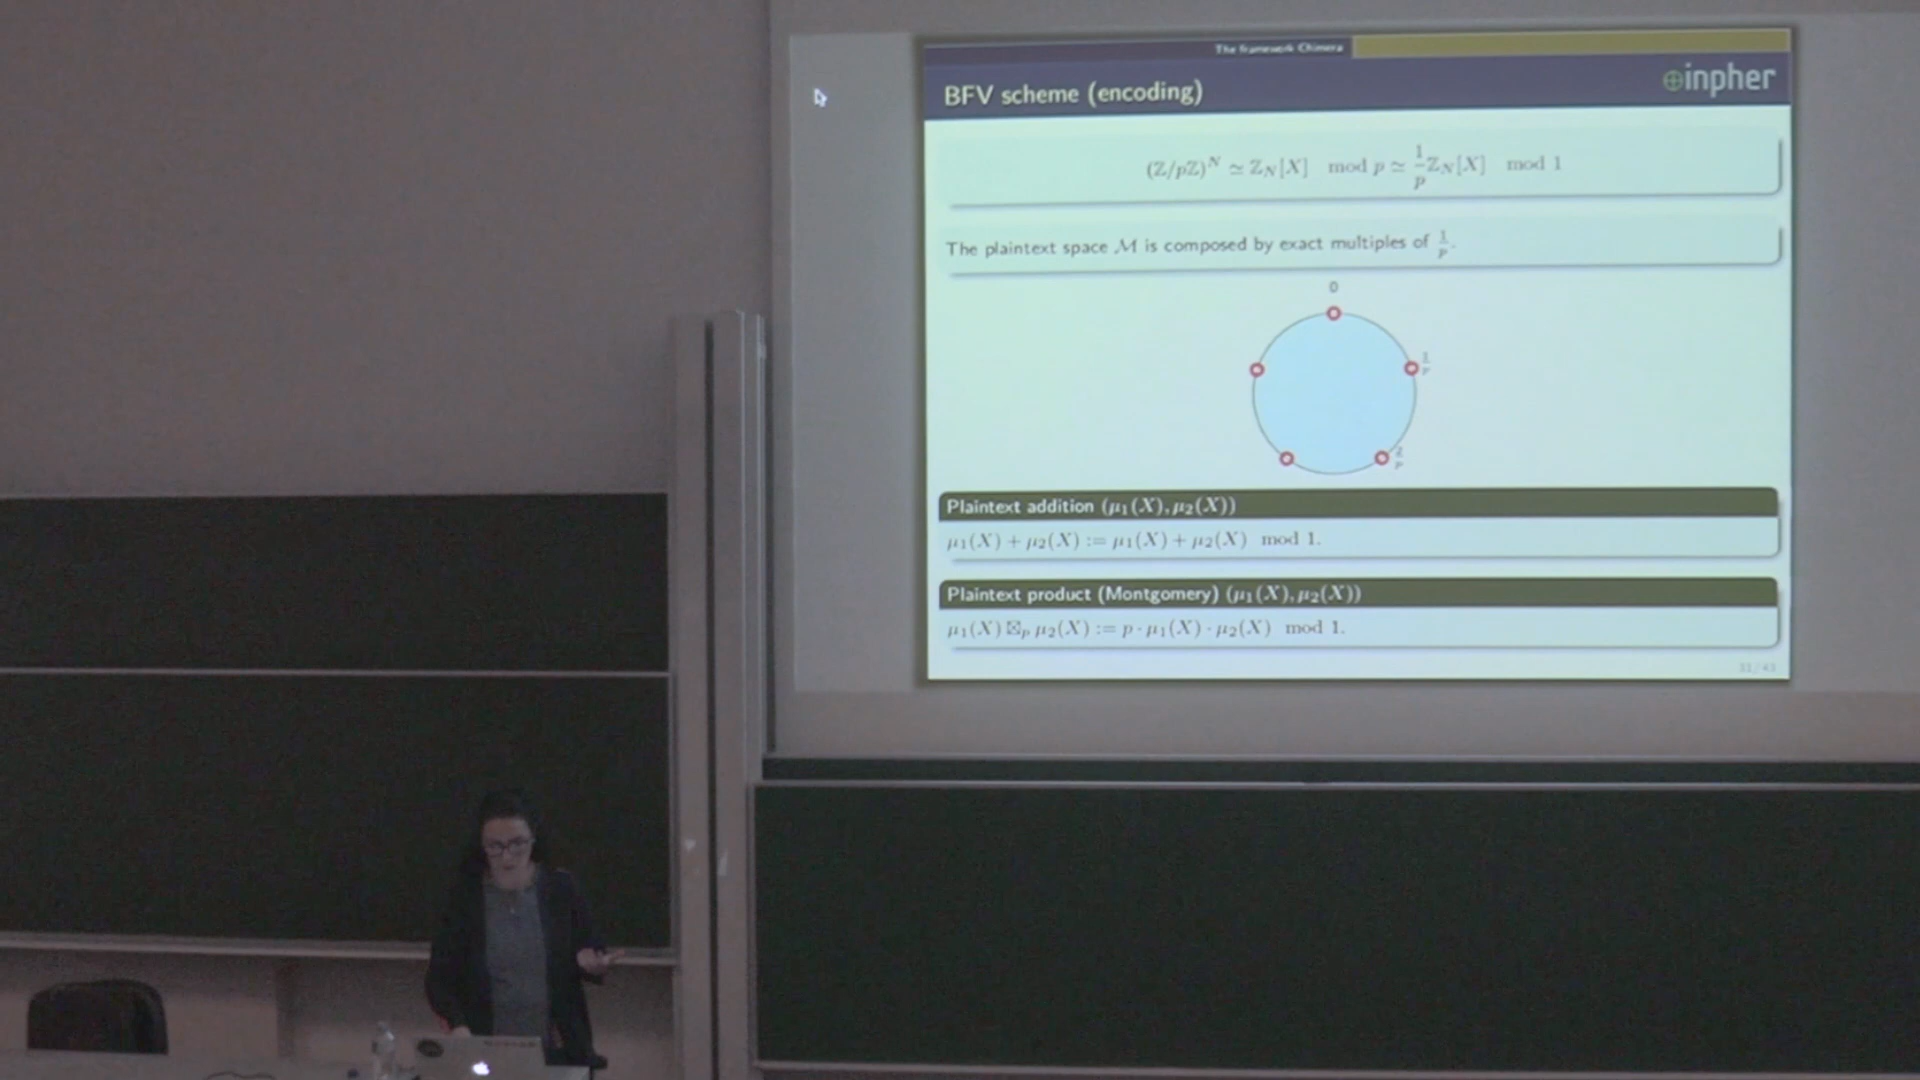 The framework Chimera
BFV scheme (encoding)
inpher
(ℤ/pℤ)^N ≃ ℤ_N[X] mod p ≃ 1/p ℤ_N[X] mod 1
The plaintext space ℳ is composed by exact multiples of 1/p.
0
1/p
2/p
Plaintext addition (μ₁(X), μ₂(X))
μ₁(X) + μ₂(X) := μ₁(X) + μ₂(X) mod 1.
Plaintext product (Montgomery) (μ₁(X), μ₂(X))
μ₁(X) ⊠_p μ₂(X) := p · μ₁(X) · μ₂(X) mod 1.